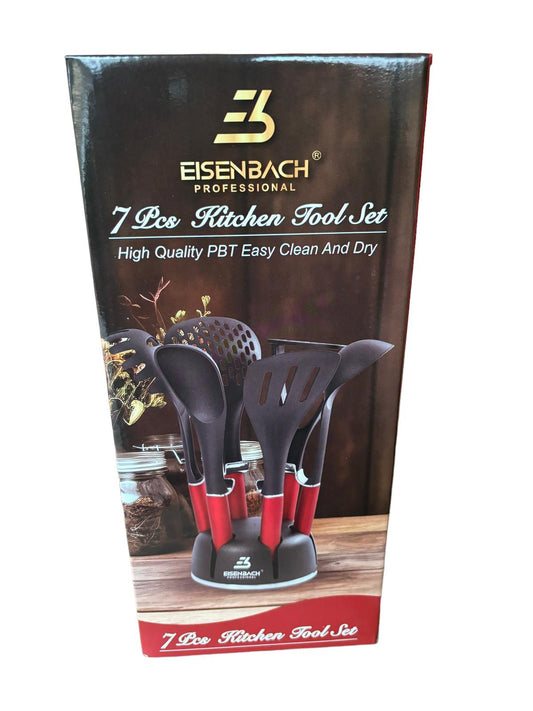 EISENBACH®
PROFESSIONAL
7 Pcs Kitchen Tool Set
High Quality PBT Easy Clean And Dry
EISENBACH®
PROFESSIONAL
7 Pcs Kitchen Tool Set